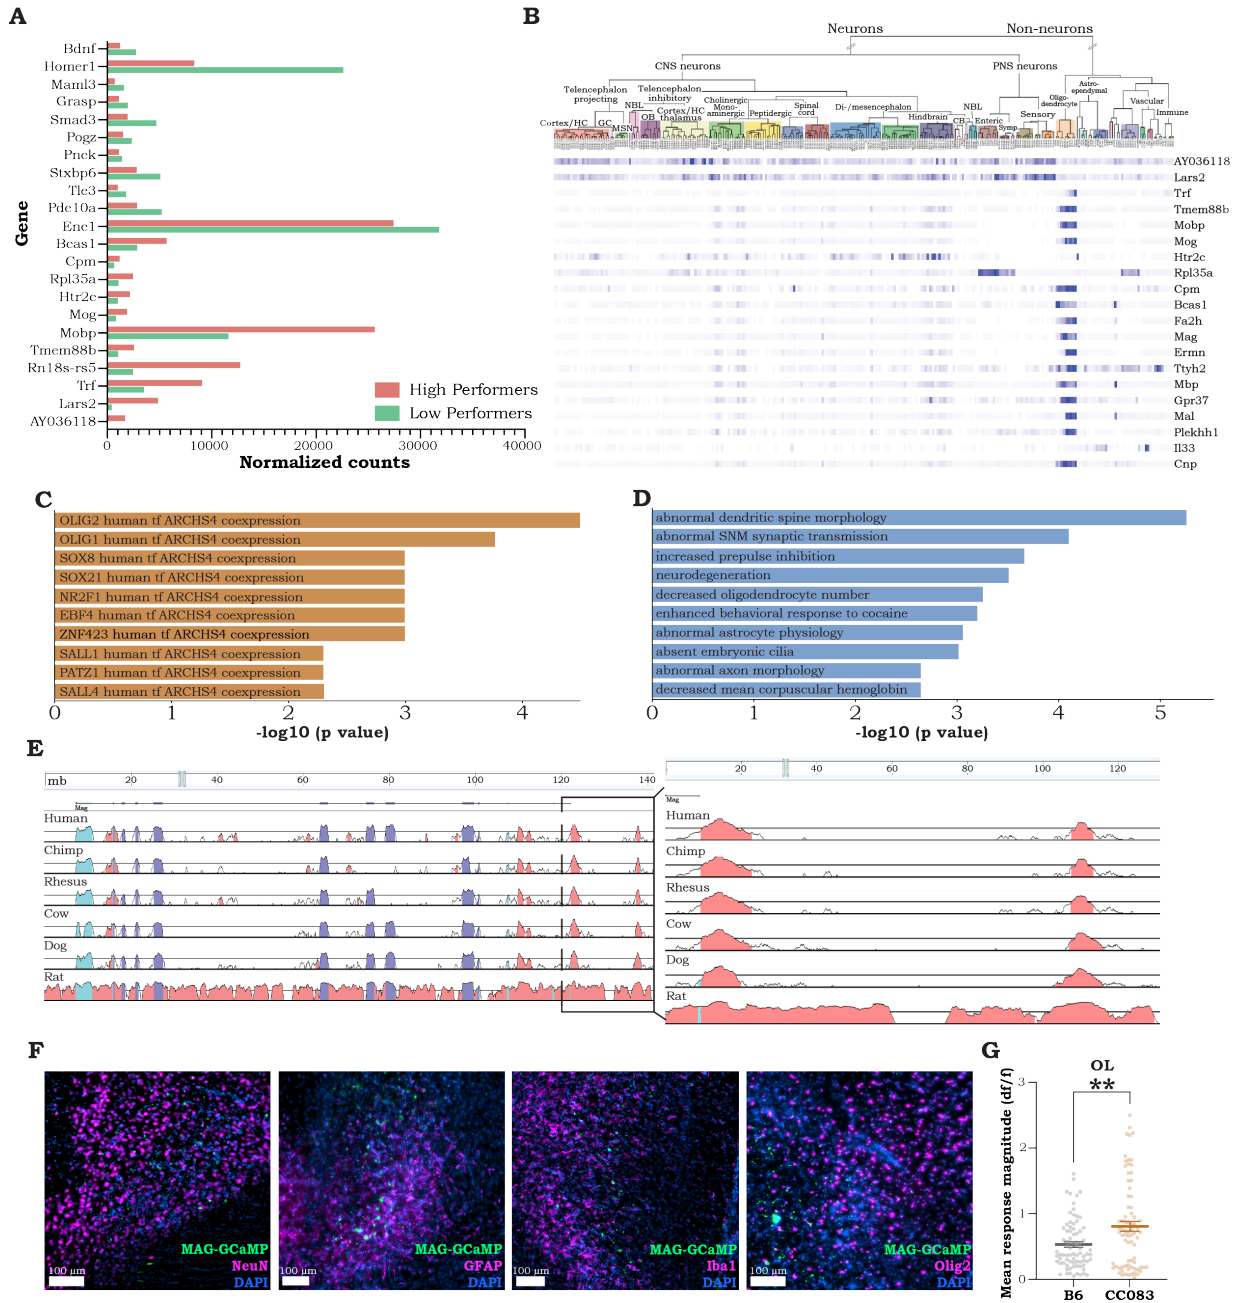 A
Bdnf
Homer1
Maml3
Grasp
Smad3
Pogz
Pnck
Stxbp6
Tle3
Pde10a
Enc1
Bcas1
Cpm
Rpl35a
Htr2c
Mog
Mobp
Tmem88b
Rn18s-rs5
Trf
Lars2
AY036118
Gene
High Performers
Low Performers
0 10000 20000 30000 40000
Normalized counts
B
Neurons Non-neurons
CNS neurons PNS neurons
Telencephalon projecting
Telencephalon inhibitory
Cortex/HC GC MSN NBL OB
Cortex/HC thalamus
Cholinergic Mono-aminergic
Peptidergic
Spinal cord
Di-/mesencephalon
Hindbrain
CB
NBL
Enteric
Symp.
Sensory
Oligo-dendrocyte
Astro-ependymal
Vascular
Immune
AY036118
Lars2
Trf
Tmem88b
Mobp
Mog
Htr2c
Rpl35a
Cpm
Bcas1
Fa2h
Mag
Ermn
Ttyh2
Mbp
Gpr37
Mal
Plekhh1
Il33
Cnp
C
OLIG2 human tf ARCHS4 coexpression
OLIG1 human tf ARCHS4 coexpression
SOX8 human tf ARCHS4 coexpression
SOX21 human tf ARCHS4 coexpression
NR2F1 human tf ARCHS4 coexpression
EBF4 human tf ARCHS4 coexpression
ZNF423 human tf ARCHS4 coexpression
SALL1 human tf ARCHS4 coexpression
PATZ1 human tf ARCHS4 coexpression
SALL4 human tf ARCHS4 coexpression
0 1 2 3 4
-log10 (p value)
D
abnormal dendritic spine morphology
abnormal SNM synaptic transmission
increased prepulse inhibition
neurodegeneration
decreased oligodendrocyte number
enhanced behavioral response to cocaine
abnormal astrocyte physiology
absent embryonic cilia
abnormal axon morphology
decreased mean corpuscular hemoglobin
0 1 2 3 4 5
-log10 (p value)
E
mb 20 40 60 80 100 120 140
Mag
Human
Chimp
Rhesus
Cow
Dog
Rat
20 40 60 80 100 120
Mag
Human
Chimp
Rhesus
Cow
Dog
Rat
F
MAG-GCaMP
NeuN
DAPI
100 µm
MAG-GCaMP
GFAP
DAPI
100 µm
MAG-GCaMP
Iba1
DAPI
100 µm
MAG-GCaMP
Olig2
DAPI
100 µm
G
OL
**
Mean response magnitude (df/f)
3
2
1
0
B6 CC083